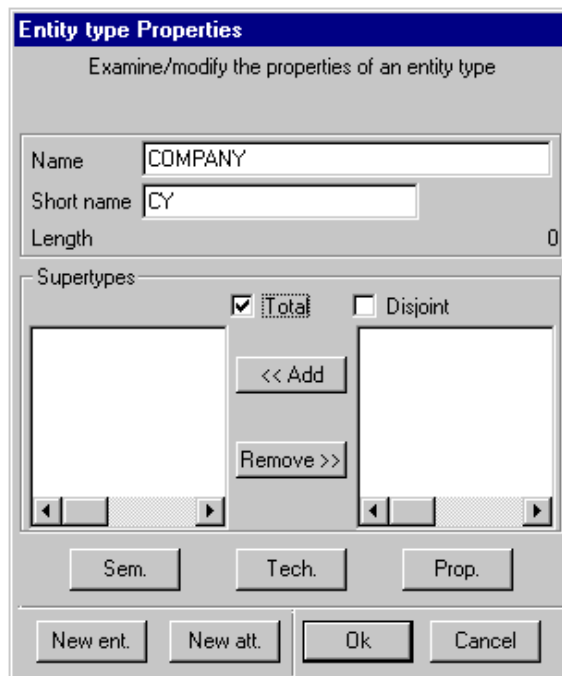 Entity type Properties
Examine/modify the properties of an entity type
Name COMPANY
Short name CY
Length 0
Supertypes
Total Disjoint
<< Add
Remove >>
Sem. Tech. Prop.
New ent. New att. Ok Cancel